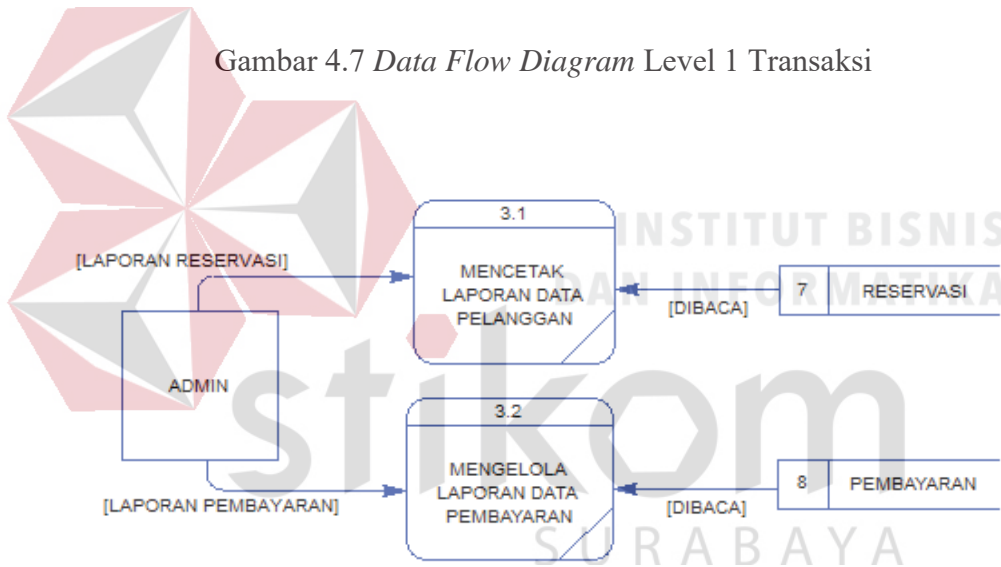 Gambar 4.7 Data Flow Diagram Level 1 Transaksi
INSTITUT BISNIS
DAN INFORMATIKA
stikom
SURABAYA
[LAPORAN RESERVASI]
3.1
MENCETAK
LAPORAN DATA
PELANGGAN
[DIBACA]
7
RESERVASI
ADMIN
3.2
MENGELOLA
LAPORAN DATA
PEMBAYARAN
[LAPORAN PEMBAYARAN]
[DIBACA]
8
PEMBAYARAN